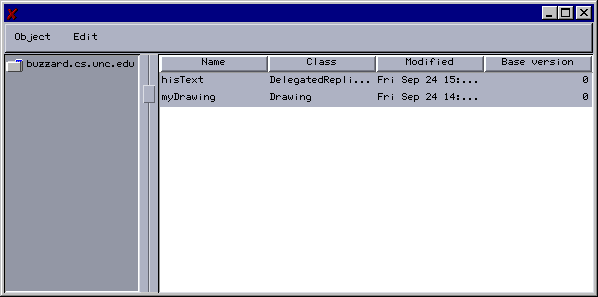 Object Edit
buzzard.cs.unc.edu
Name Class Modified Base version
hisText DelegatedRepli... Fri Sep 24 15:... 0
myDrawing Drawing Fri Sep 24 14:... 0